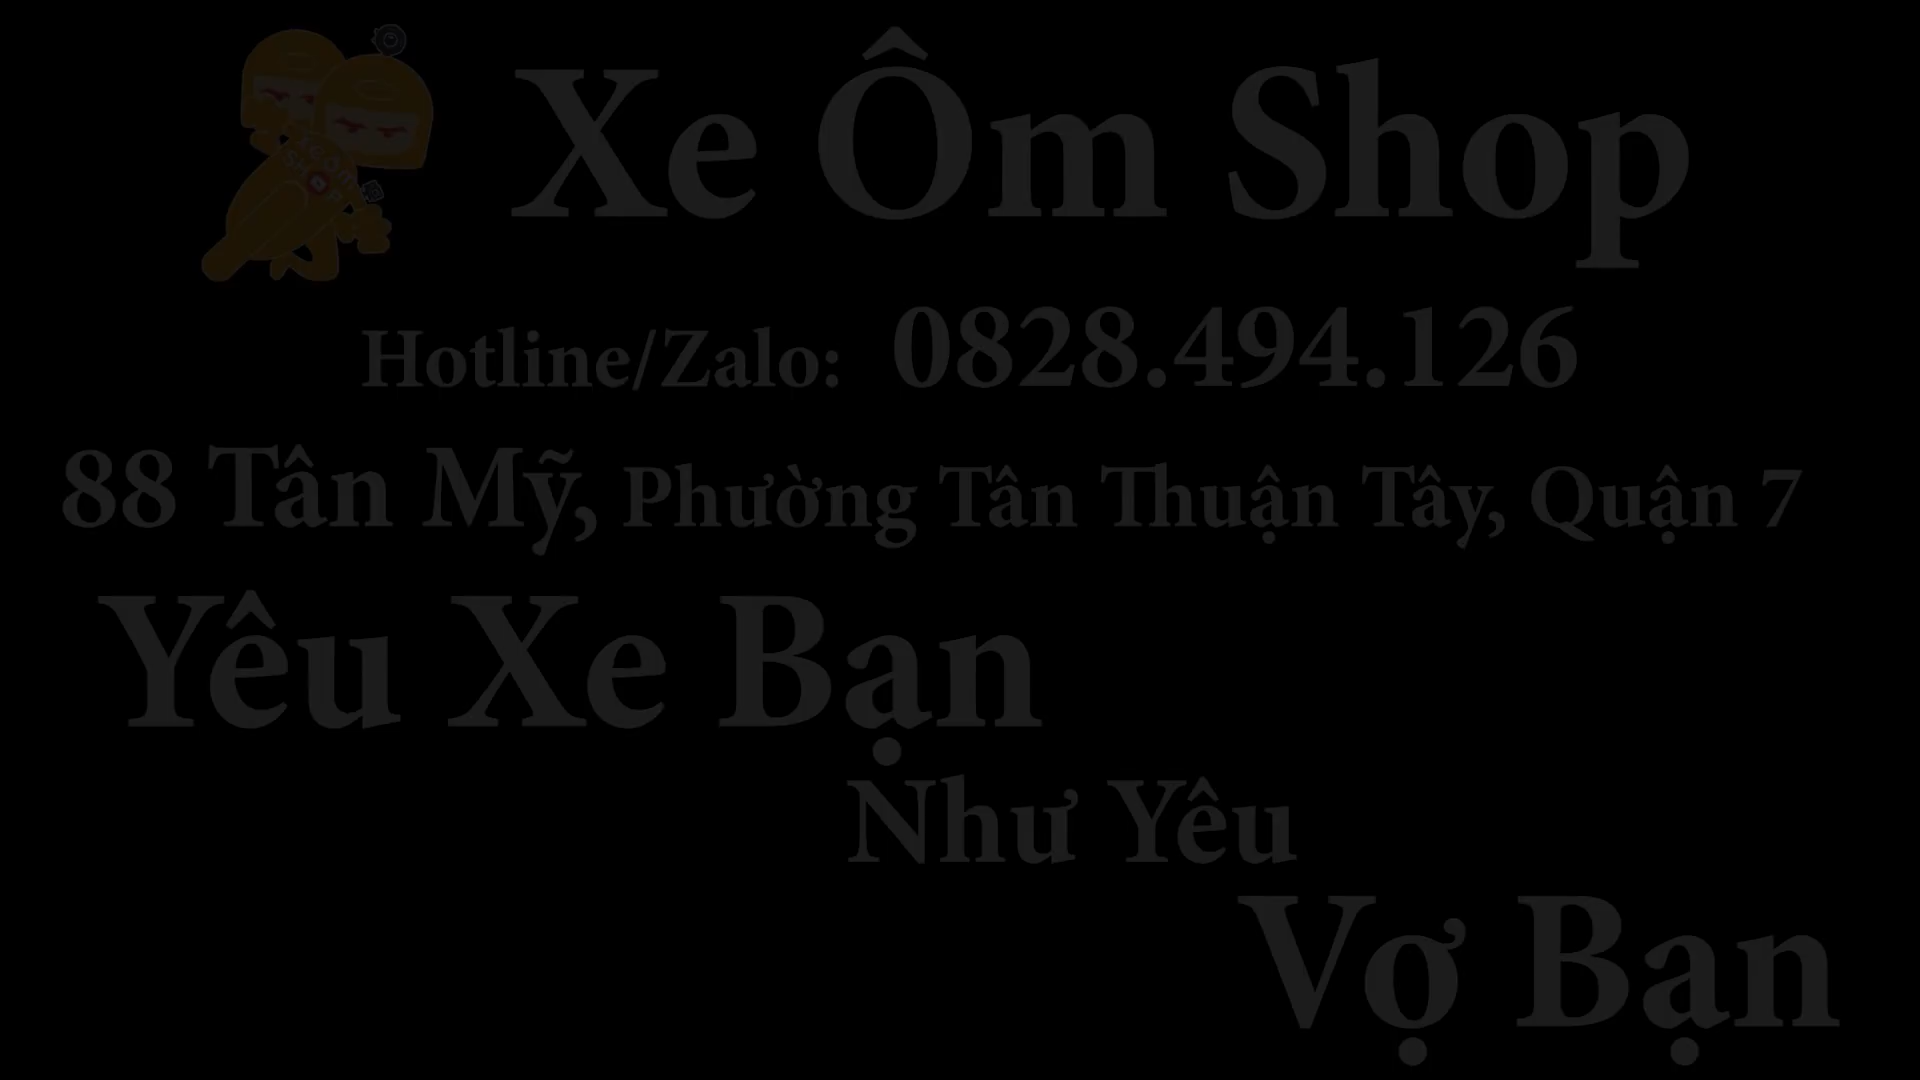 Xe Ôm Shop
Hotline/Zalo: 0828.494.126
88 Tân Mỹ, Phường Tân Thuận Tây, Quận 7
Yêu Xe Bạn
Như Yêu
Vợ Bạn